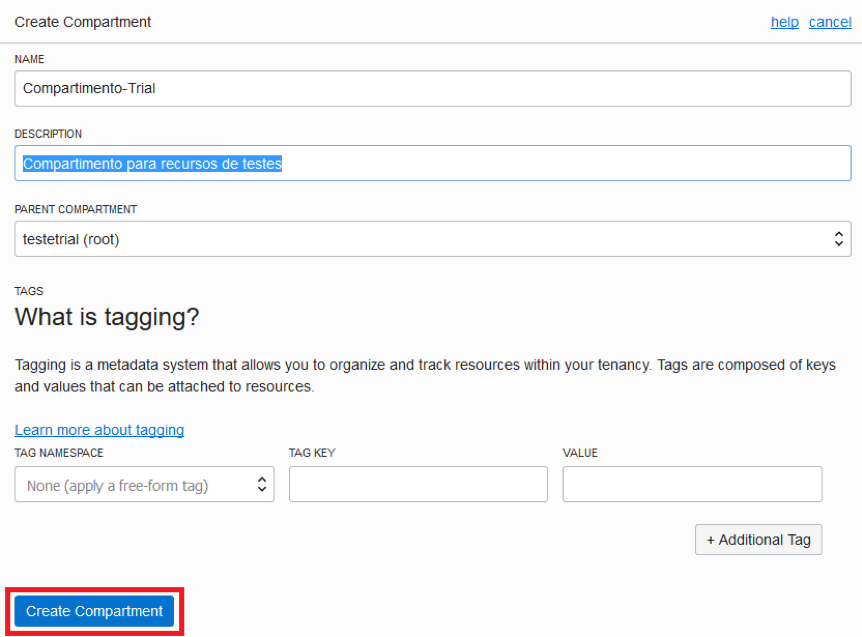 Create Compartment
help cancel
NAME
Compartimento-Trial
DESCRIPTION
Compartimento para recursos de testes
PARENT COMPARTMENT
testetrial (root)
TAGS
What is tagging?
Tagging is a metadata system that allows you to organize and track resources within your tenancy. Tags are composed of keys
and values that can be attached to resources.
Learn more about tagging
TAG NAMESPACE TAG KEY VALUE
None (apply a free-form tag)
+ Additional Tag
Create Compartment